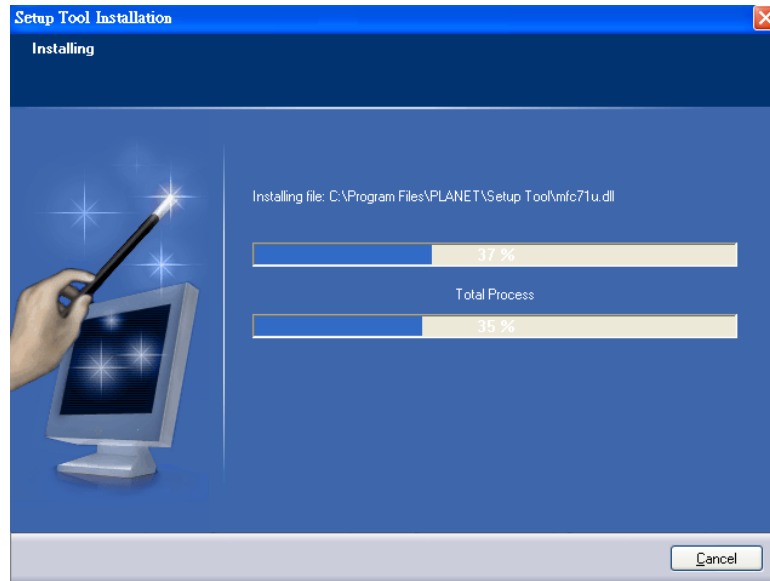 Setup Tool Installation
Installing
Installing file: C:\Program Files\PLANET\Setup Tool\mfc71u.dll
37 %
Total Process
35 %
Cancel